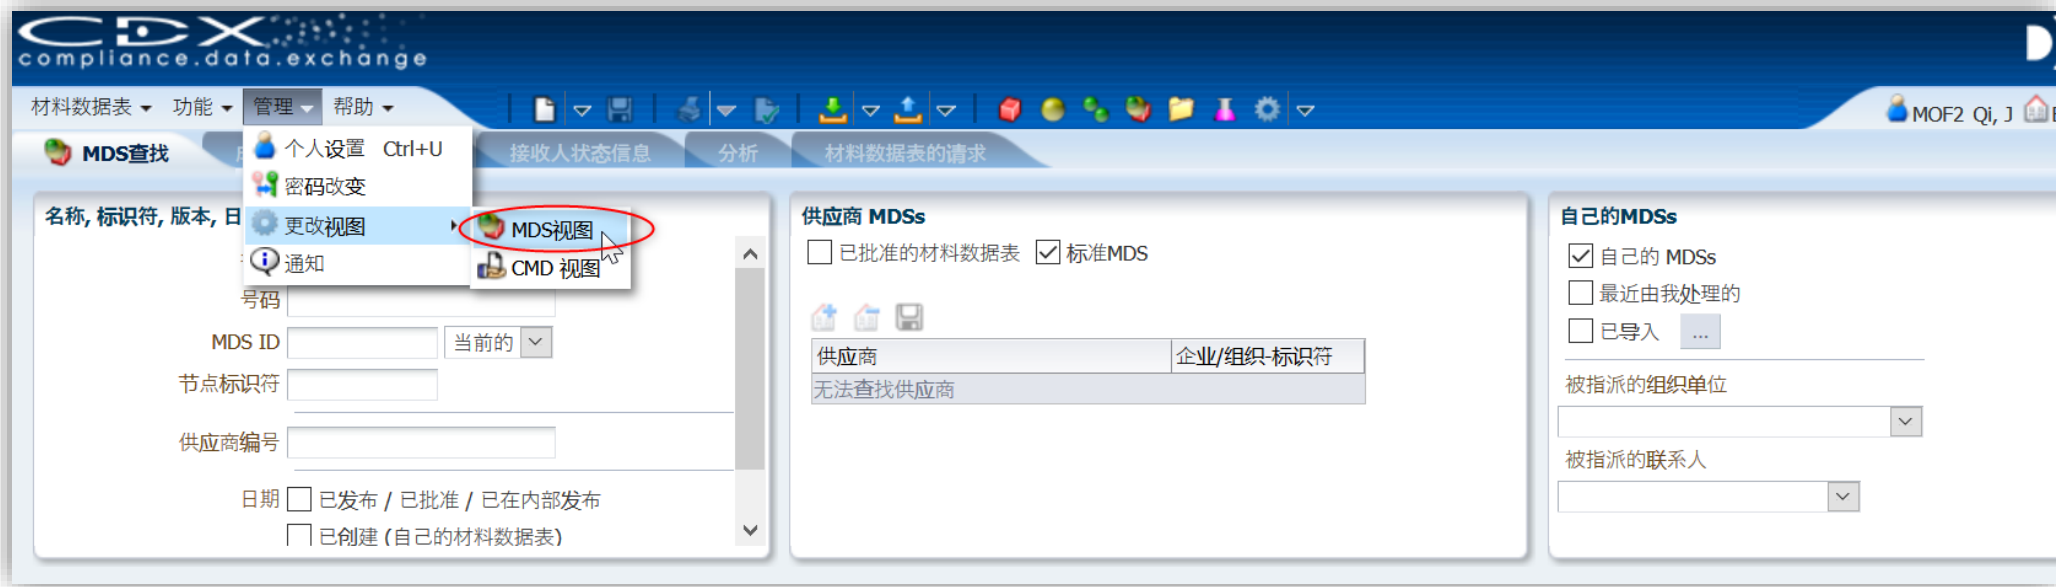 CDX
compliance.data.exchange
材料数据表 功能 管理 帮助
MOF2 Qi, J
MDS查找 接收人状态信息 分析 材料数据表的请求
个人设置 Ctrl+U
密码改变
更改视图
通知
MDS视图
CMD 视图
名称, 标识符, 版本, 日
号码
MDS ID 当前的
节点标识符
供应商编号
日期 已发布 / 已批准 / 已在内部发布
已创建 (自己的材料数据表)
供应商 MDSs
已批准的材料数据表 标准MDS
供应商 企业/组织-标识符
无法查找供应商
自己的MDSs
自己的 MDSs
最近由我处理的
已导入 ...
被指派的组织单位
被指派的联系人